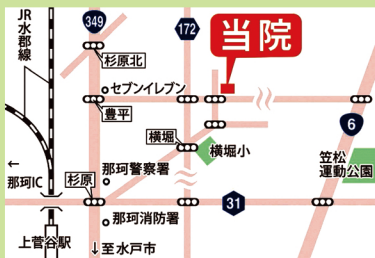 JR水郡線
349
172
当院
杉原北
セブンイレブン
豊平
横堀
横堀小
6
笠松
運動公園
←
那珂IC
杉原
那珂警察署
31
那珂消防署
上菅谷駅
↓至水戸市